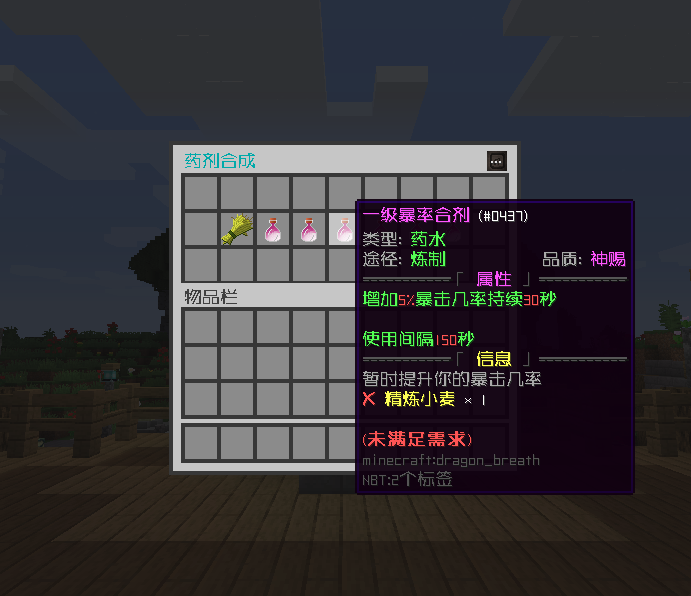 药剂合成
一级暴率合剂 (#0437)
类型: 药水
途径: 炼制 品质: 神赐
「 属性 」
增加5%暴击几率持续30秒
使用间隔150秒
「 信息 」
暂时提升你的暴击几率
✗ 精炼小麦 × 1
(未满足需求)
minecraft:dragon_breath
NBT:2个标签
物品栏